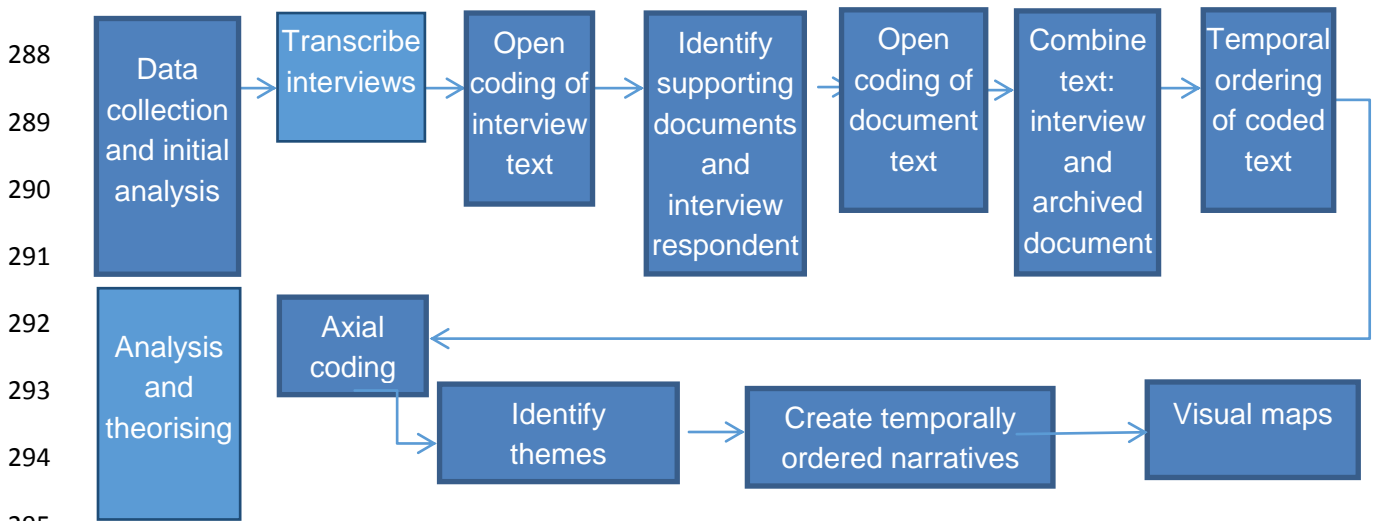 288
289
290
291
292
293
294
Data
collection
and initial
analysis
Transcribe
interviews
Open
coding of
interview
text
Identify
supporting
documents
and
interview
respondent
Open
coding of
document
text
Combine
text:
interview
and
archived
document
Temporal
ordering
of coded
text
Analysis
and
theorising
Axial
coding
Identify
themes
Create temporally
ordered narratives
Visual maps